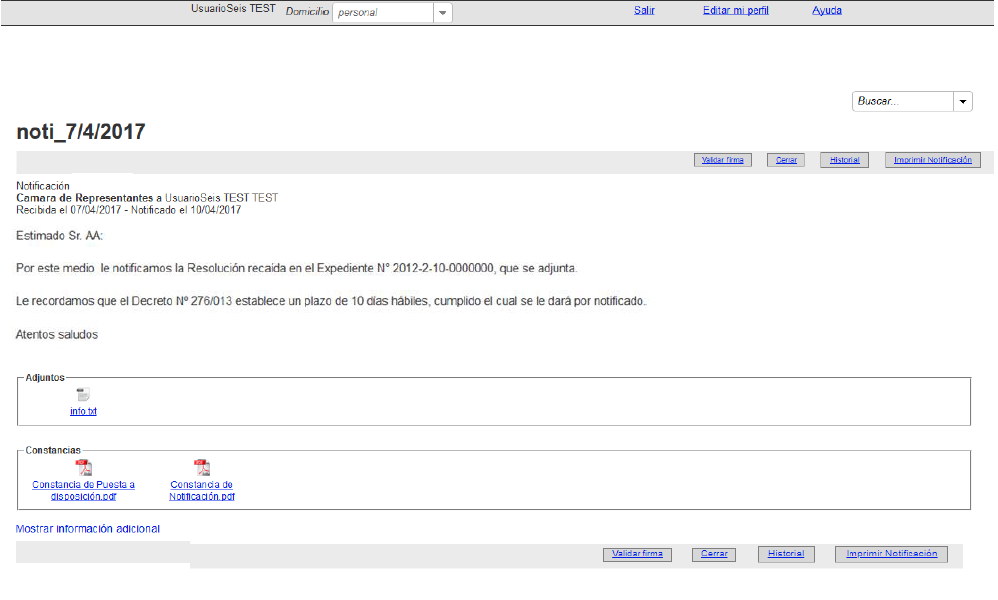 UsuarioSeis TEST Domicilio personal Salir Editar mi perfil Ayuda
Buscar...
noti_7/4/2017
Validar firma Cerrar Historial Imprimir Notificación
Notificación
Camara de Representantes a UsuarioSeis TEST TEST
Recibida el 07/04/2017 - Notificado el 10/04/2017
Estimado Sr. AA:
Por este medio le notificamos la Resolución recaida en el Expediente N° 2012-2-10-0000000, que se adjunta.
Le recordamos que el Decreto Nº 276/013 establece un plazo de 10 días hábiles, cumplido el cual se le dará por notificado.
Atentos saludos
Adjuntos
info.txt
Constancias
Constancia de Puesta a Constancia de
disposición.pdf Notificación.pdf
Mostrar información adicional
Validar firma Cerrar Historial Imprimir Notificación